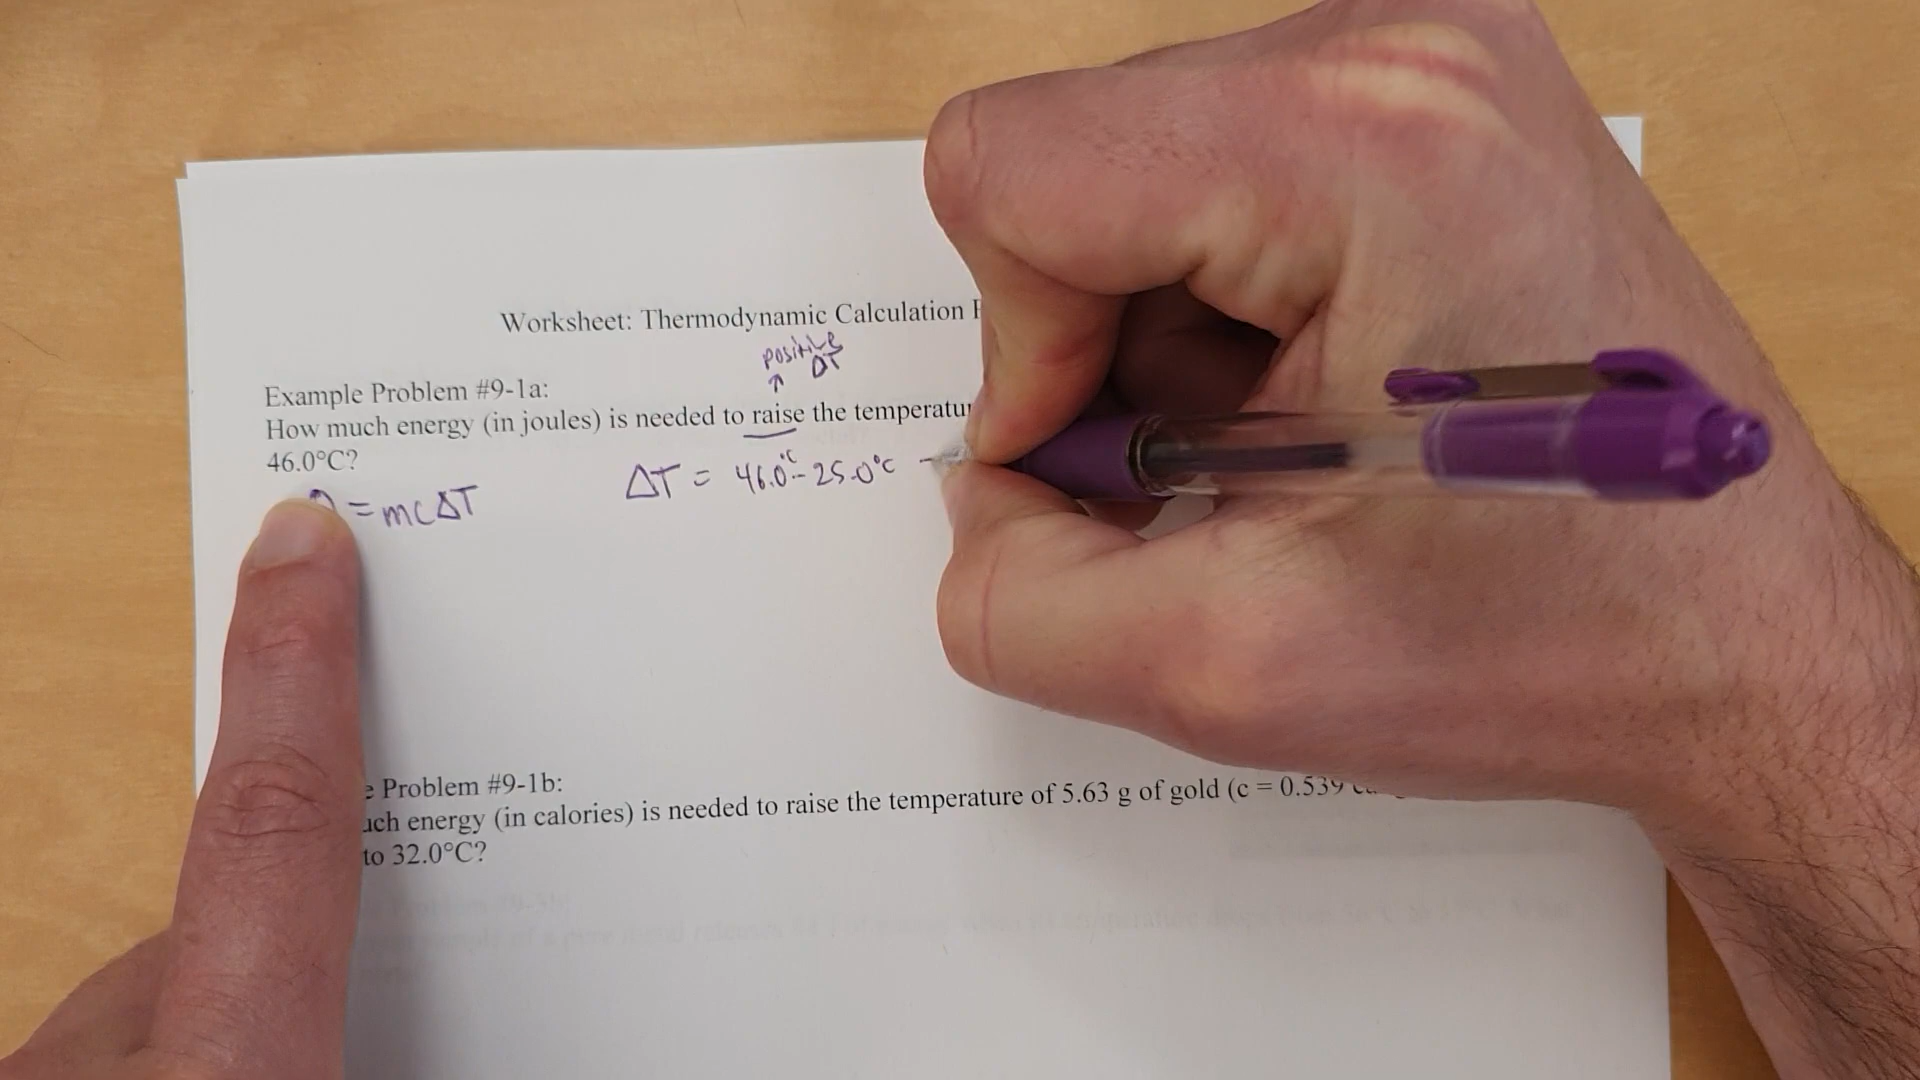 Worksheet: Thermodynamic Calculation
positive
↑ ΔT
Example Problem #9-1a:
How much energy (in joules) is needed to raise the
46.0°C?
ΔT = 46.0°C - 25.0°C
= mcΔT
Problem #9-1b:
energy (in calories) is needed to raise the temperature of 5.63 g of gold (c = 0.539
to 32.0°C?